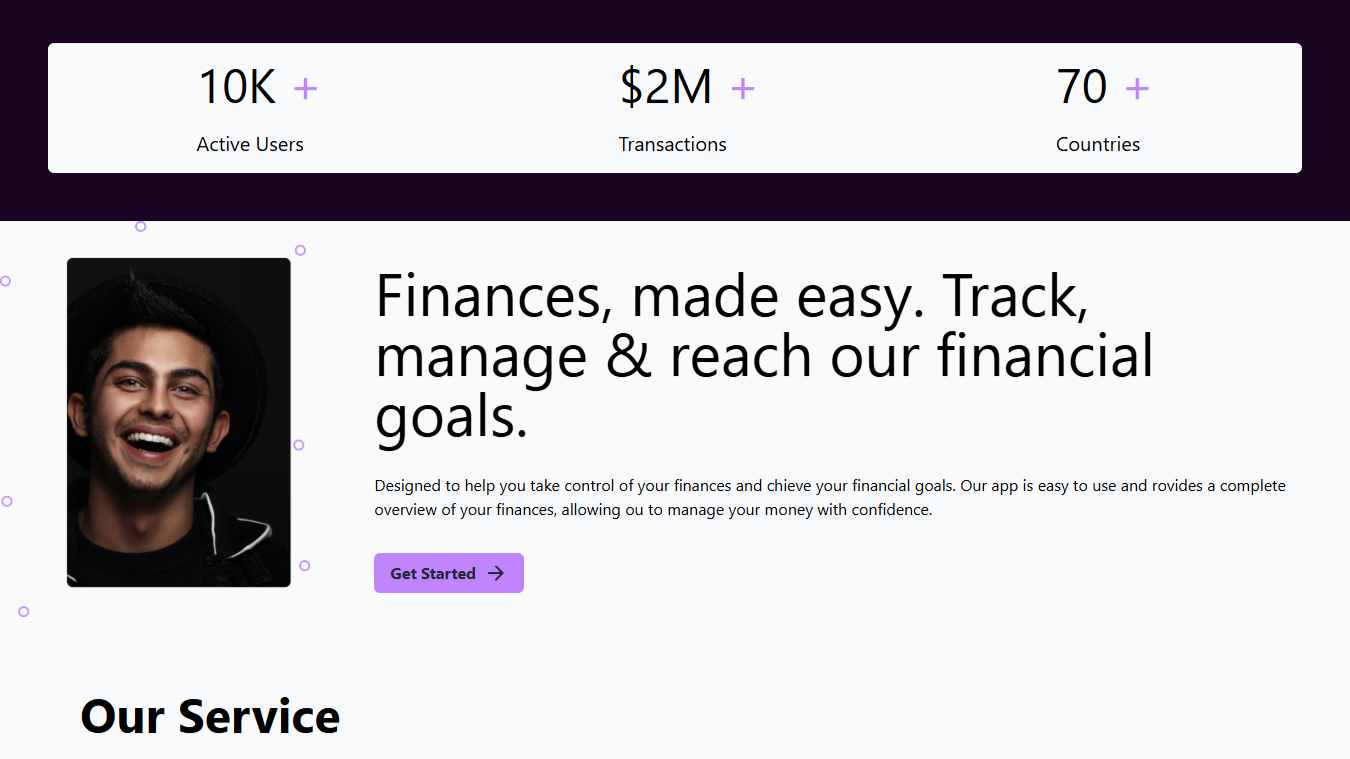 10K + $2M + 70 +
Active Users Transactions Countries
Finances, made easy. Track,
manage & reach our financial
goals.
Designed to help you take control of your finances and chieve your financial goals. Our app is easy to use and rovides a complete
overview of your finances, allowing ou to manage your money with confidence.
Get Started
Our Service